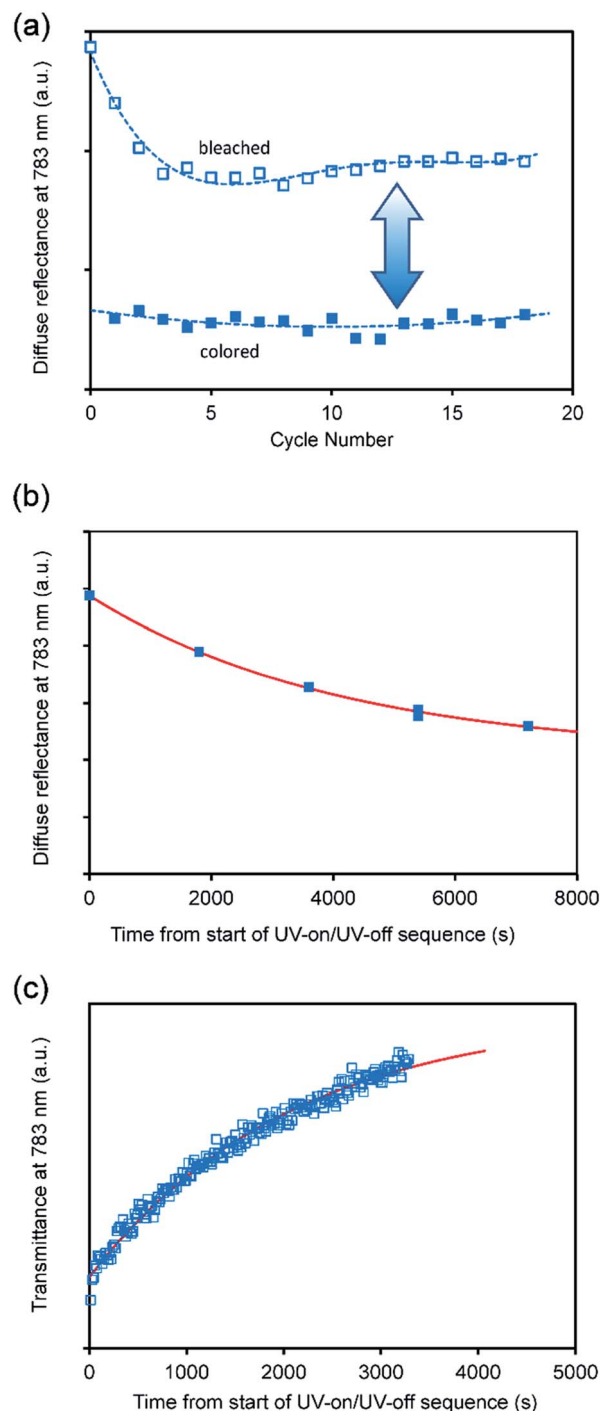 (a)
Diffuse reflectance at 783 nm (a.u.)
bleached
colored
0 5 10 15 20
Cycle Number
(b)
Diffuse reflectance at 783 nm (a.u.)
0 2000 4000 6000 8000
Time from start of UV-on/UV-off sequence (s)
(c)
Transmittance at 783 nm (a.u.)
0 1000 2000 3000 4000 5000
Time from start of UV-on/UV-off sequence (s)